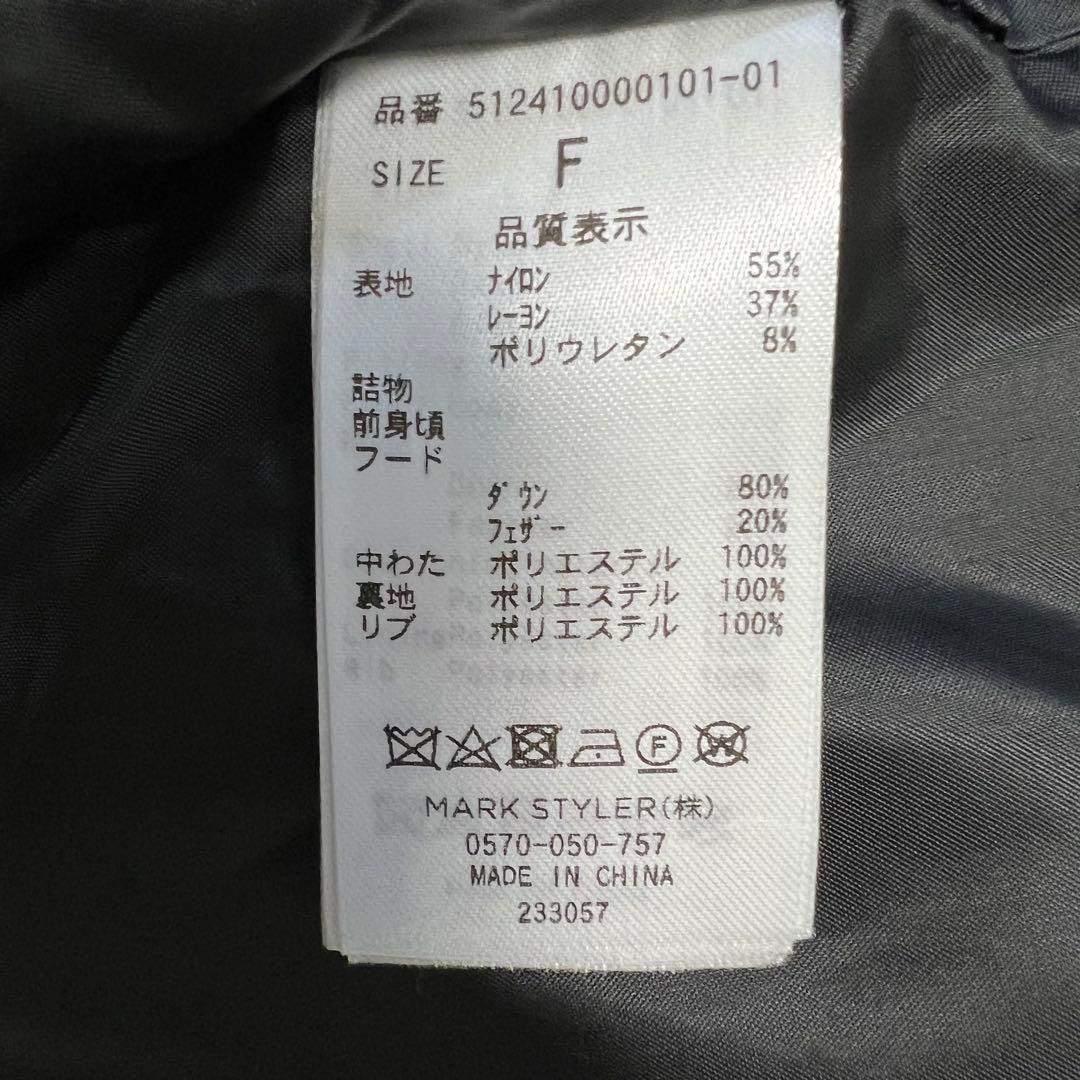 品番 512410000101-01
SIZE F
品質表示
表地 ナイロン 55%
レーヨン 37%
ポリウレタン 8%
詰物
前身頃
フード
ダウン 80%
フェザー 20%
中わた ポリエステル 100%
裏地 ポリエステル 100%
リブ ポリエステル 100%
F W
MARK STYLER(株)
0570-050-757
MADE IN CHINA
233057